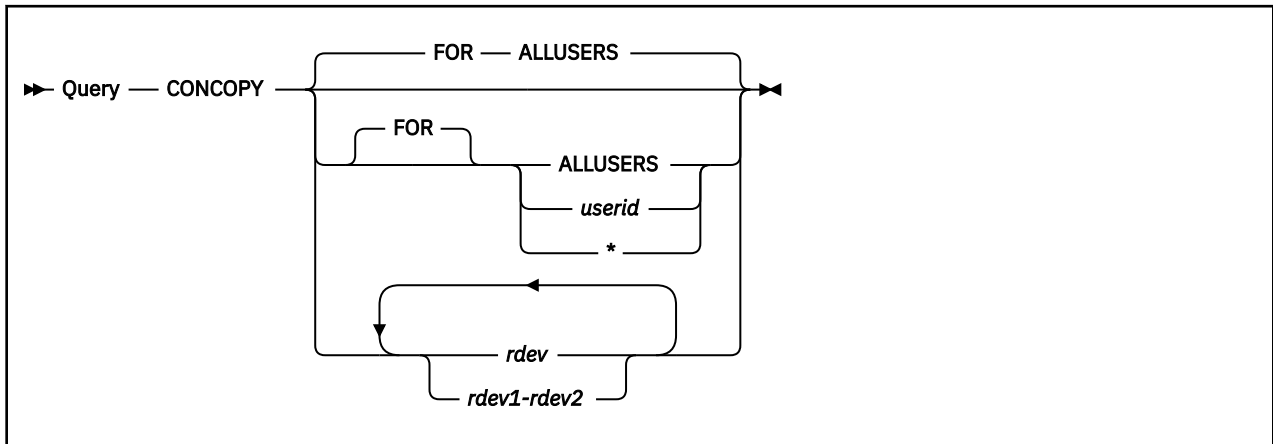 FOR ALLUSERS
Query CONCOPY
FOR
ALLUSERS
userid
*
rdev
rdev1-rdev2